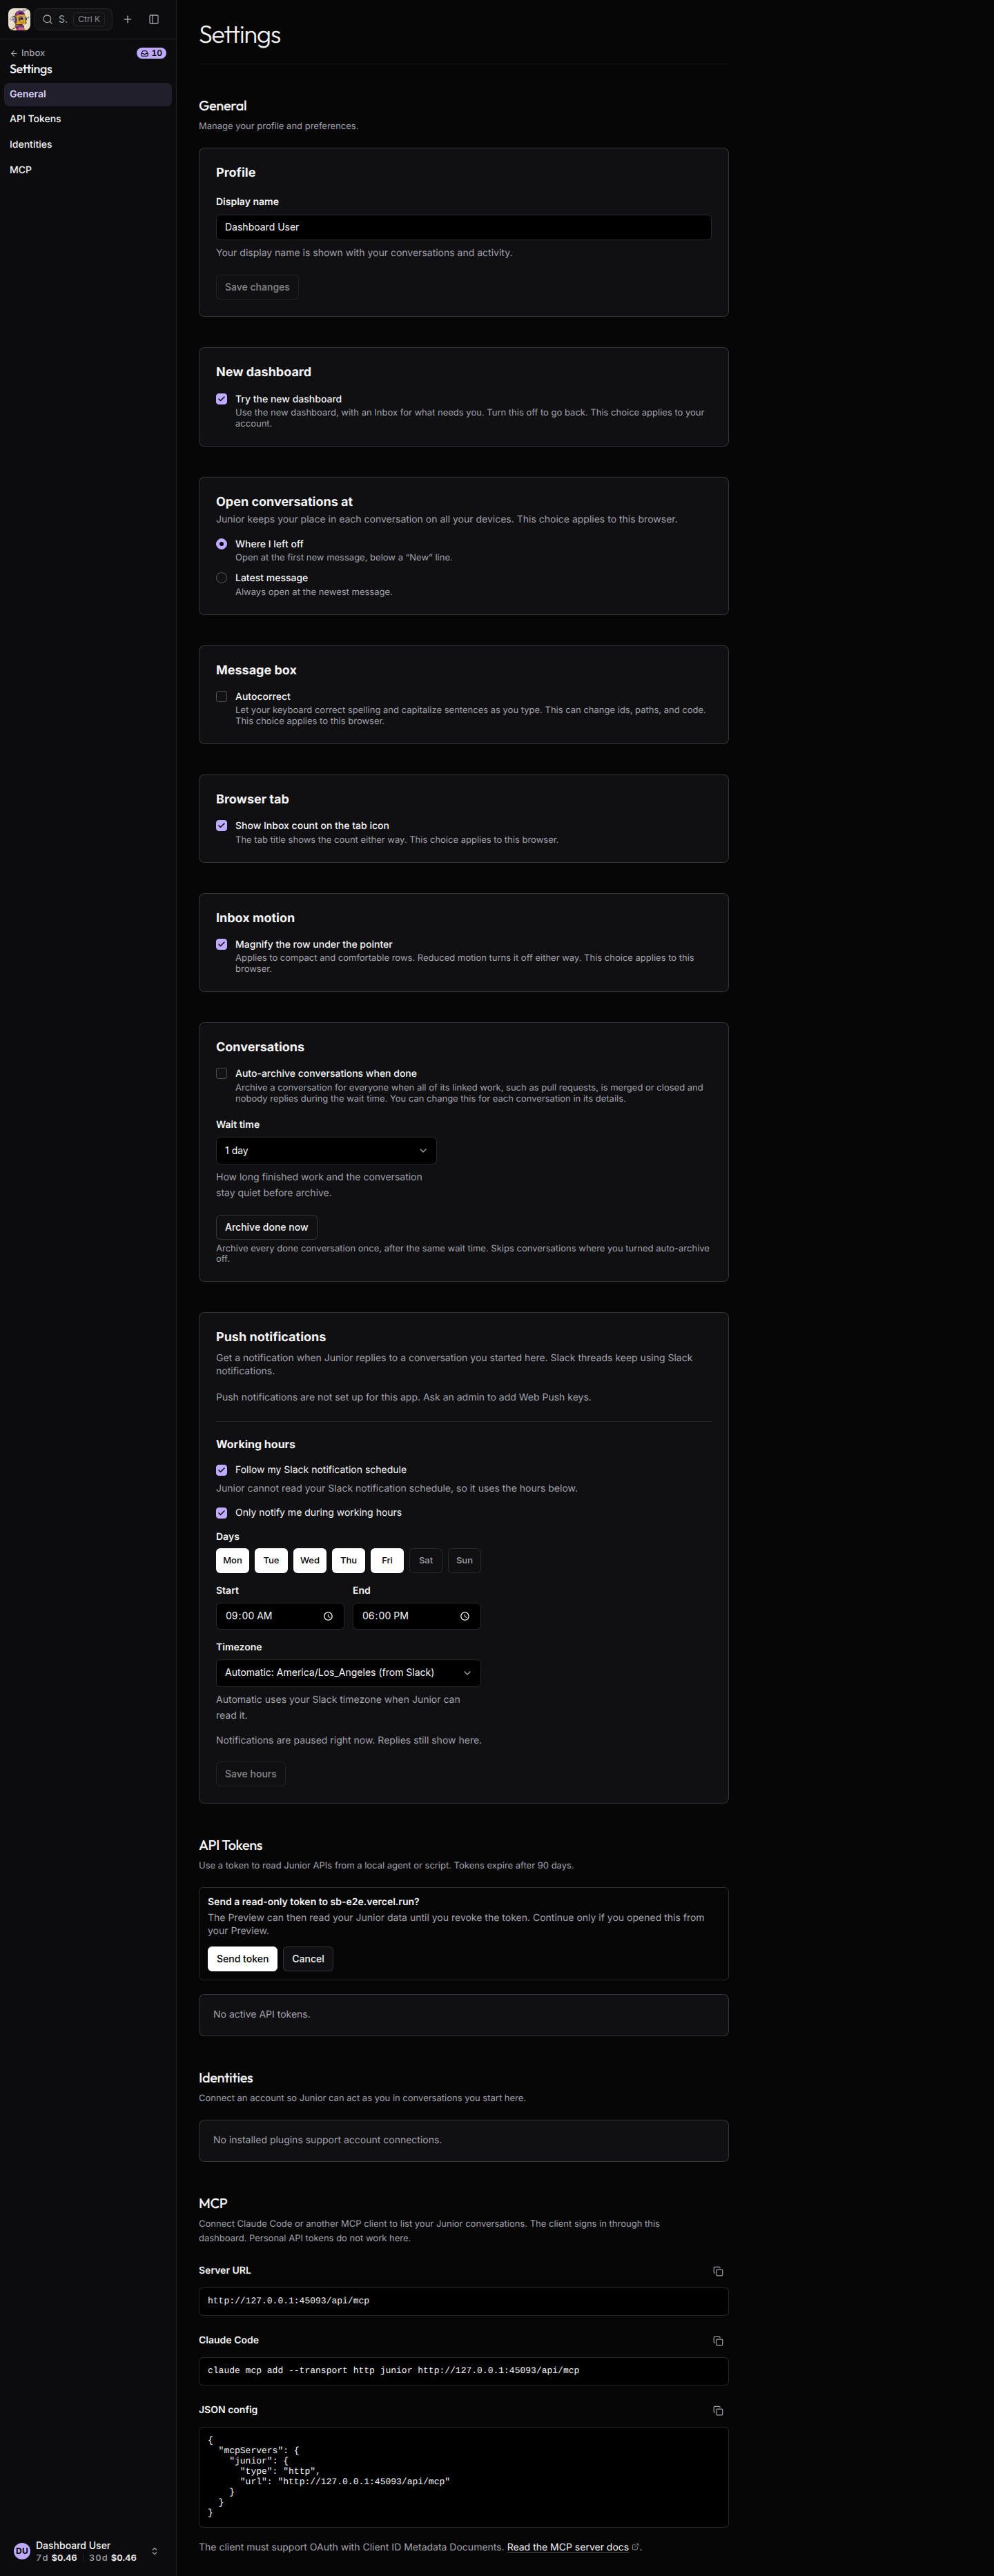 S. Ctrl K
Inbox 10
Settings
General
API Tokens
Identities
MCP
Settings
General
Manage your profile and preferences.
Profile
Display name
Dashboard User
Your display name is shown with your conversations and activity.
Save changes
New dashboard
Try the new dashboard
Use the new dashboard, with an Inbox for what needs you. Turn this off to go back. This choice applies to your
account.
Open conversations at
Junior keeps your place in each conversation on all your devices. This choice applies to this browser.
Where I left off
Open at the first new message, below a “New” line.
Latest message
Always open at the newest message.
Message box
Autocorrect
Let your keyboard correct spelling and capitalize sentences as you type. This can change ids, paths, and code.
This choice applies to this browser.
Browser tab
Show Inbox count on the tab icon
The tab title shows the count either way. This choice applies to this browser.
Inbox motion
Magnify the row under the pointer
Applies to compact and comfortable rows. Reduced motion turns it off either way. This choice applies to this
browser.
Conversations
Auto-archive conversations when done
Archive a conversation for everyone when all of its linked work, such as pull requests, is merged or closed and
nobody replies during the wait time. You can change this for each conversation in its details.
Wait time
1 day
How long finished work and the conversation
stay quiet before archive.
Archive done now
Archive every done conversation once, after the same wait time. Skips conversations where you turned auto-archive
off.
Push notifications
Get a notification when Junior replies to a conversation you started here. Slack threads keep using Slack
notifications.
Push notifications are not set up for this app. Ask an admin to add Web Push keys.
Working hours
Follow my Slack notification schedule
Junior cannot read your Slack notification schedule, so it uses the hours below.
Only notify me during working hours
Days
Mon Tue Wed Thu Fri Sat Sun
Start End
09:00 AM 06:00 PM
Timezone
Automatic: America/Los_Angeles (from Slack)
Automatic uses your Slack timezone when Junior can
read it.
Notifications are paused right now. Replies still show here.
Save hours
API Tokens
Use a token to read Junior APIs from a local agent or script. Tokens expire after 90 days.
Send a read-only token to sb-e2e.vercel.run?
The Preview can then read your Junior data until you revoke the token. Continue only if you opened this from
your Preview.
Send token Cancel
No active API tokens.
Identities
Connect an account so Junior can act as you in conversations you start here.
No installed plugins support account connections.
MCP
Connect Claude Code or another MCP client to list your Junior conversations. The client signs in through this
dashboard. Personal API tokens do not work here.
Server URL
http://127.0.0.1:45093/api/mcp
Claude Code
claude mcp add --transport http junior http://127.0.0.1:45093/api/mcp
JSON config
{
  "mcpServers": {
    "junior": {
      "type": "http",
      "url": "http://127.0.0.1:45093/api/mcp"
    }
  }
}
The client must support OAuth with Client ID Metadata Documents. Read the MCP server docs.
DU Dashboard User
7d $0.46 30d $0.46